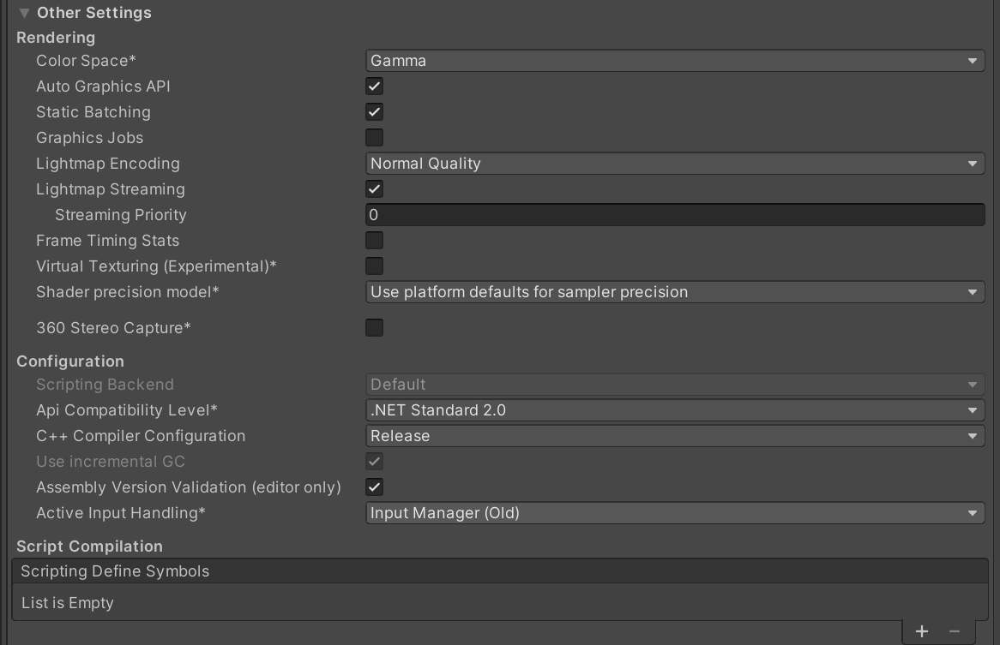 Other Settings
Rendering
Color Space* Gamma
Auto Graphics API
Static Batching
Graphics Jobs
Lightmap Encoding Normal Quality
Lightmap Streaming
Streaming Priority 0
Frame Timing Stats
Virtual Texturing (Experimental)*
Shader precision model* Use platform defaults for sampler precision
360 Stereo Capture*
Configuration
Scripting Backend Default
Api Compatibility Level* .NET Standard 2.0
C++ Compiler Configuration Release
Use incremental GC
Assembly Version Validation (editor only)
Active Input Handling* Input Manager (Old)
Script Compilation
Scripting Define Symbols
List is Empty